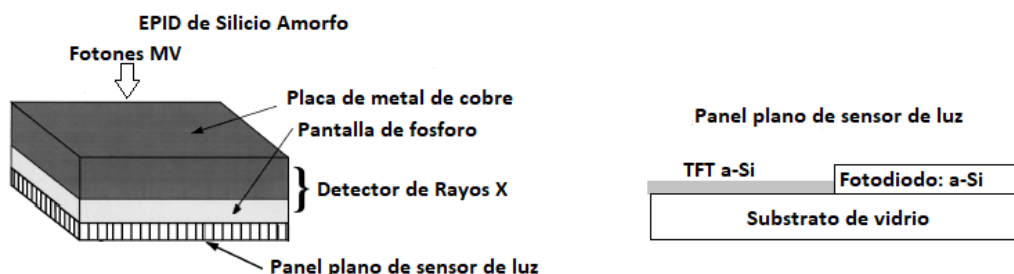 EPID de Silicio Amorfo
Fotones MV
Placa de metal de cobre
Pantalla de fosforo
Detector de Rayos X
Panel plano de sensor de luz
Panel plano de sensor de luz
TFT a-Si
Fotodiodo: a-Si
Substrato de vidrio